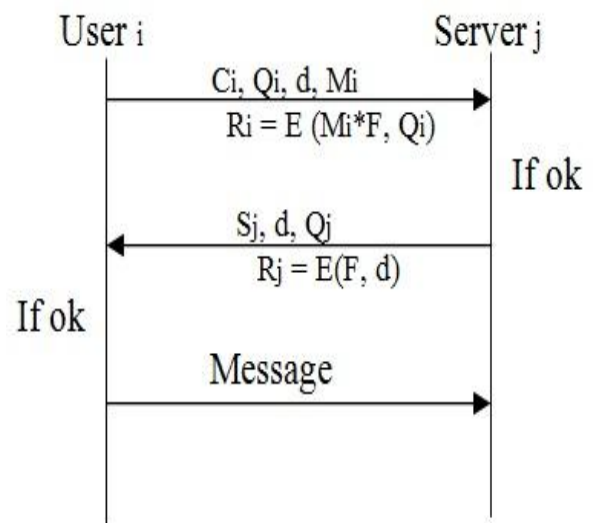 User i Server j
Ci, Qi, d, Mi
Ri = E (Mi*F, Qi)
If ok
Sj, d, Qj
Rj = E(F, d)
If ok
Message